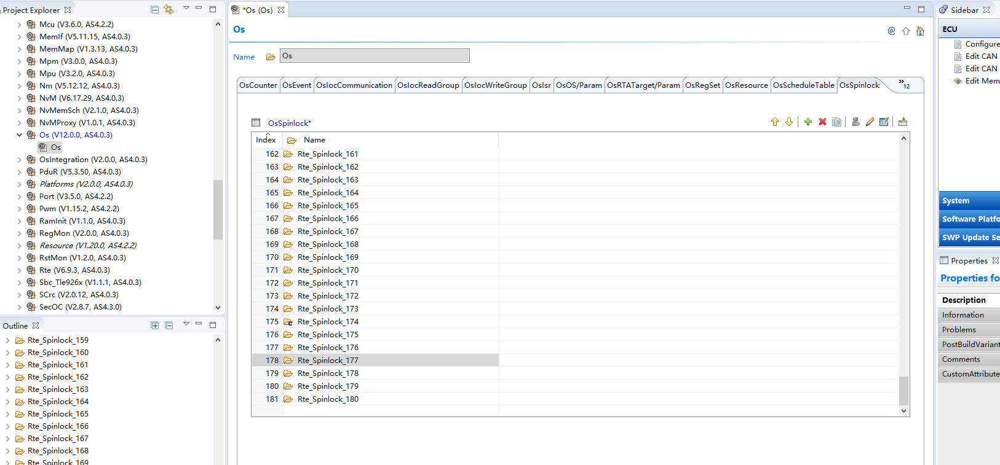 Project Explorer
Mcu (V3.6.0, AS4.2.2)
MemIf (V5.11.15, AS4.0.3)
MemMap (V1.3.13, AS4.0.3)
Mpm (V3.0.0, AS4.0.3)
Mpu (V3.2.0, AS4.0.3)
Nm (V5.12.12, AS4.0.3)
NvM (V6.17.29, AS4.0.3)
NvMemSch (V2.1.0, AS4.0.3)
NvMProxy (V1.0.1, AS4.0.3)
Os (V12.0.0, AS4.0.3)
Os
OsIntegration (V2.0.0, AS4.0.3)
PduR (V5.3.50, AS4.0.3)
Platforms (V2.0.0, AS4.0.3)
Port (V3.5.0, AS4.2.2)
Pwm (V1.15.2, AS4.2.2)
RamInit (V1.1.0, AS4.0.3)
RegMon (V2.0.0, AS4.0.3)
Resource (V1.20.0, AS4.2.2)
RstMon (V1.2.0, AS4.0.3)
Rte (V6.9.3, AS4.0.3)
Sbc_Tle926x (V1.1.1, AS4.0.3)
SCrc (V2.0.12, AS4.0.3)
SecOC (V2.8.7, AS4.3.0)
Outline
Rte_Spinlock_159
Rte_Spinlock_160
Rte_Spinlock_161
Rte_Spinlock_162
Rte_Spinlock_163
Rte_Spinlock_164
Rte_Spinlock_165
Rte_Spinlock_166
Rte_Spinlock_167
Rte_Spinlock_168
Rte_Spinlock_169
*Os (Os)
Os
Name Os
OsCounter OsEvent OsIocCommunication OsIocReadGroup OsIocWriteGroup OsIsr OsOS/Param OsRTATarget/Param OsRegSet OsResource OsScheduleTable OsSpinlock »12
OsSpinlock*
Index Name
162 Rte_Spinlock_161
163 Rte_Spinlock_162
164 Rte_Spinlock_163
165 Rte_Spinlock_164
166 Rte_Spinlock_165
167 Rte_Spinlock_166
168 Rte_Spinlock_167
169 Rte_Spinlock_168
170 Rte_Spinlock_169
171 Rte_Spinlock_170
172 Rte_Spinlock_171
173 Rte_Spinlock_172
174 Rte_Spinlock_173
175 Rte_Spinlock_174
176 Rte_Spinlock_175
177 Rte_Spinlock_176
178 Rte_Spinlock_177
179 Rte_Spinlock_178
180 Rte_Spinlock_179
181 Rte_Spinlock_180
Sidebar
ECU
Configure
Edit CAN
Edit CAN
Edit Mem
System
Software Platfo
SWP Update Se
Properties
Properties fo
Description
Information
Problems
PostBuildVariant
Comments
CustomAttribute